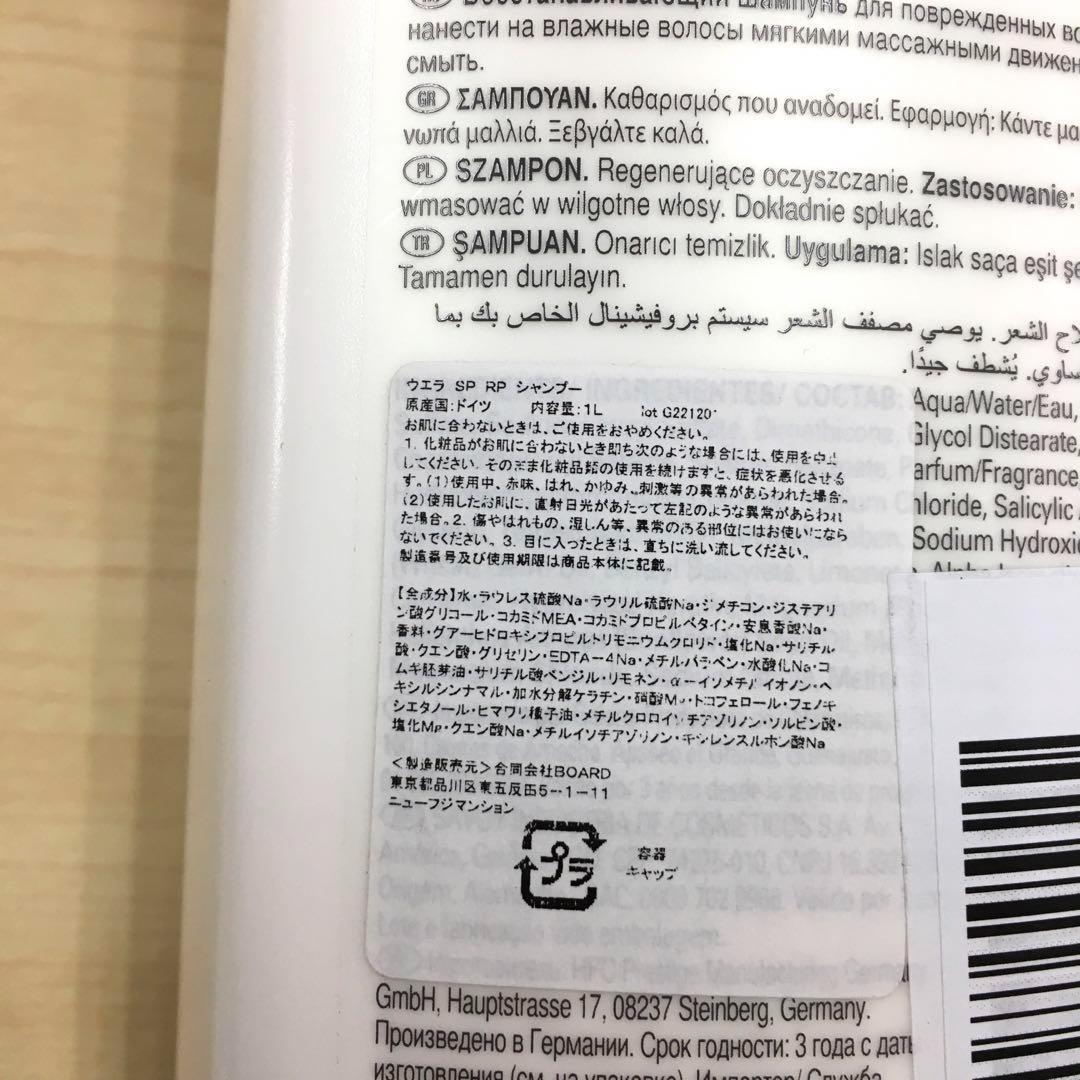 RU Восстанавливающий шампунь для поврежденных
нанести на влажные волосы мягкими массажными
смыть.
GR ΣΑΜΠΟΥΑΝ. Καθαρισμός που αναδομεί. Εφαρμογή: Κάντε
νωπά μαλλιά. Ξεβγάλτε καλά.
PL SZAMPON. Regenerujące oczyszczanie. Zastosowanie:
wmasować w wilgotne włosy. Dokładnie spłukać.
TR ŞAMPUAN. Onarıcı temizlik. Uygulama: Islak saça eşit
Tamamen durulayın.
الشعر. يوصي مصفف الشعر سيستم بروفيشينال الخاص بك بما
يُشطف جيدًا.
INGREDIENTES/ СОСТАВ:
ウエラ SP RP シャンプー
原産国:ドイツ 内容量:1L lot G22120
お肌に合わないときは、ご使用をおやめください。
1. 化粧品がお肌に合わないとき即ち次のような場合には、使用を中止
してください。そのまま化粧品類の使用を続けますと、症状を悪化させる
す。(1)使用中、赤味、はれ、かゆみ、刺激等の異常があらわれた場合。
(2)使用したお肌に、直射日光があたって左記のような異常があらわれ
た場合。2. 傷やはれもの、湿しん等、異常のある部位にはお使いになら
ないでください。3. 目に入ったときは、直ちに洗い流してください。
製造番号及び使用期限は商品本体に記載。
【全成分】水・ラウレス硫酸Na・ラウリル硫酸Na・ジメチコン・ジステアリ
ン酸グリコール・コカミドMEA・コカミドプロピルベタイン・安息香酸Na・
香料・グアーヒドロキシプロピルトリモニウムクロリド・塩化Na・サリチル
酸・クエン酸・グリセリン・EDTA-4Na・メチルパラベン・水酸化Na・コ
ムギ胚芽油・サリチル酸ベンジル・リモネン・α-イソメチルイオノン・ヘ
キシルシンナマル・加水分解ケラチン・硝酸Mg・トコフェロール・フェノキ
シエタノール・ヒマワリ種子油・メチルクロロイソチアゾリノン・ソルビン酸・
塩化Mg・クエン酸Na・メチルイソチアゾリノン・キシレンスルホン酸Na
<製造販売元>合同会社BOARD
東京都品川区東五反田5-1-11
ニューフジマンション
プラ
容器
キャップ
Aqua/Water/Eau,
Glycol Distearate,
Parfum/Fragrance,
Chloride, Salicylic
Sodium Hydroxide
GmbH, Hauptstrasse 17, 08237 Steinberg, Germany.
Произведено в Германии. Срок годности: 3 года с даты
изготовления (см. на упаковке). Импортер/ Служба